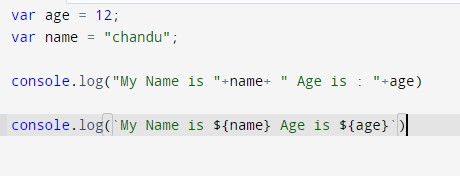 var age = 12;
var name = "chandu";
console.log("My Name is "+name+ " Age is : "+age)
console.log(`My Name is ${name} Age is ${age}`)